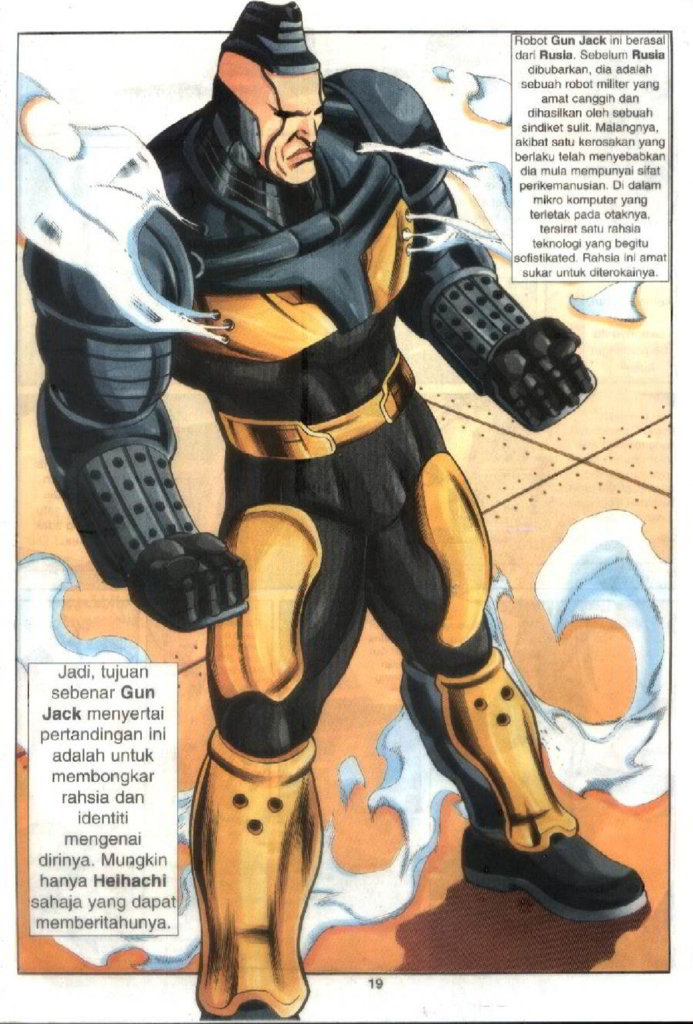 Robot Gun Jack ini berasal
dari Rusia. Sebelum Rusia
dibubarkan, dia adalah
sebuah robot militer yang
amat canggih dan
dihasilkan oleh sebuah
sindiket sulit. Malangnya,
akibat satu kerosakan yang
berlaku telah menyebabkan
dia mula mempunyai sifat
perikemanusian. Di dalam
mikro komputer yang
terletak pada otaknya,
tersirat satu rahsia
teknologi yang begitu
sofistikated. Rahsia ini amat
sukar untuk diterokainya.
Jadi, tujuan
sebenar Gun
Jack menyertai
pertandingan ini
adalah untuk
membongkar
rahsia dan
identiti
mengenai
dirinya. Mungkin
hanya Heihachi
sahaja yang dapat
memberitahunya.
19